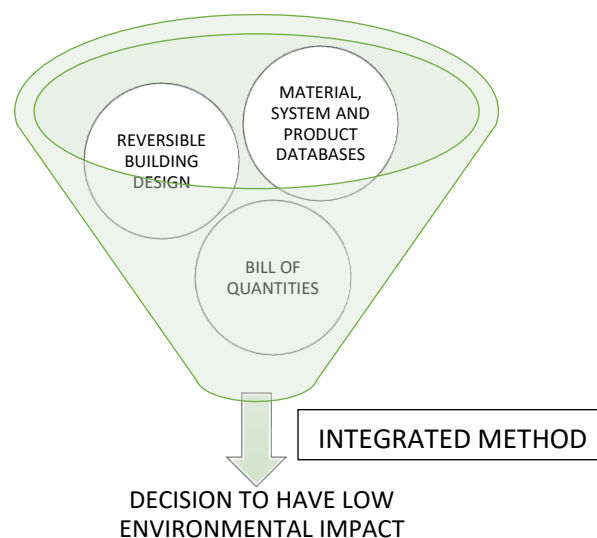 REVERSIBLE
BUILDING
DESIGN
MATERIAL,
SYSTEM AND
PRODUCT
DATABASES
BILL OF
QUANTITIES
INTEGRATED METHOD
DECISION TO HAVE LOW
ENVIRONMENTAL IMPACT